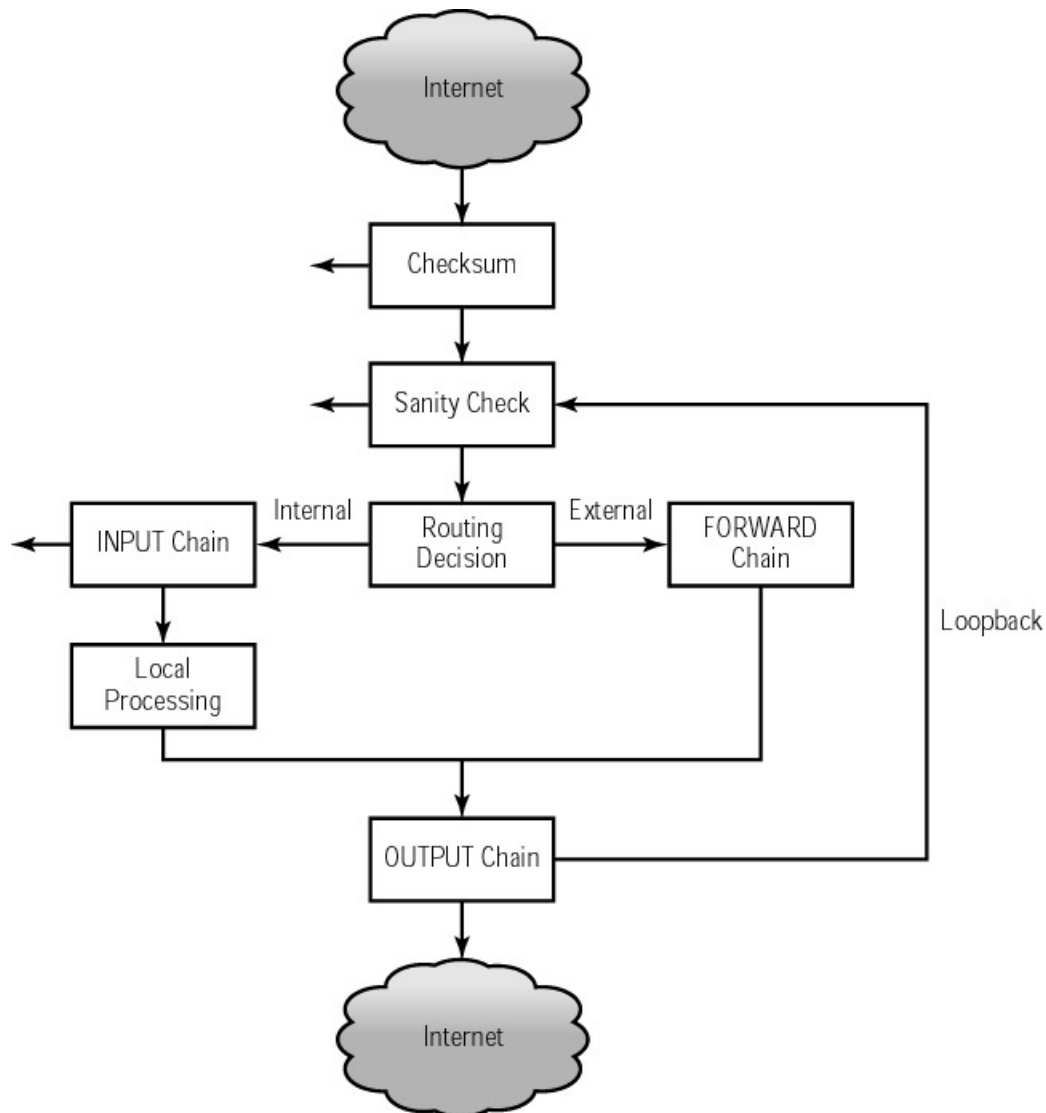 Internet
Checksum
Sanity Check
Internal
Routing
Decision
External
INPUT Chain
FORWARD
Chain
Loopback
Local
Processing
OUTPUT Chain
Internet